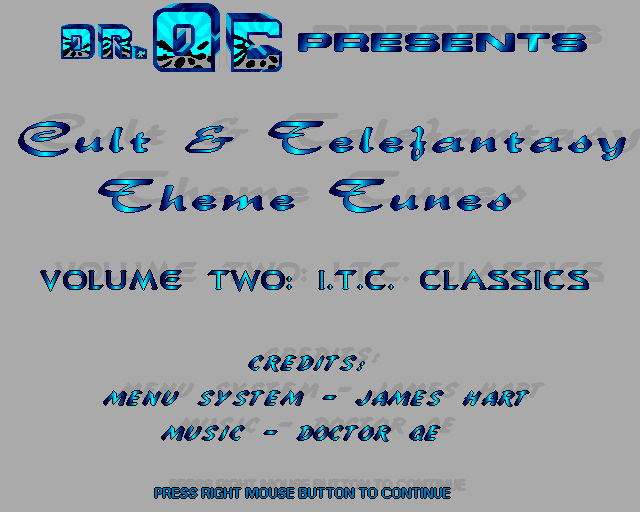 DR. QE PRESENTS
Cult & Telefantasy
Theme Tunes
VOLUME TWO: I.T.C. CLASSICS
CREDITS:
MENU SYSTEM - JAMES HART
MUSIC - DOCTOR QE
PRESS RIGHT MOUSE BUTTON TO CONTINUE